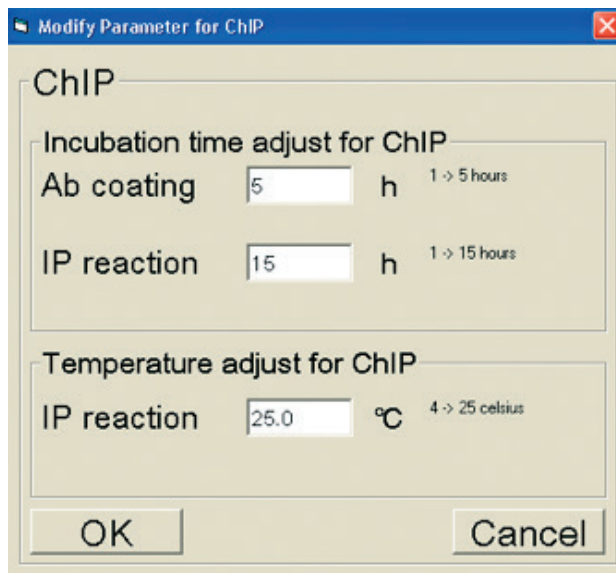 Modify Parameter for ChIP
ChIP
Incubation time adjust for ChIP
Ab coating 5 h 1 -> 5 hours
IP reaction 15 h 1 -> 15 hours
Temperature adjust for ChIP
IP reaction 25.0 °C 4 -> 25 celsius
OK Cancel